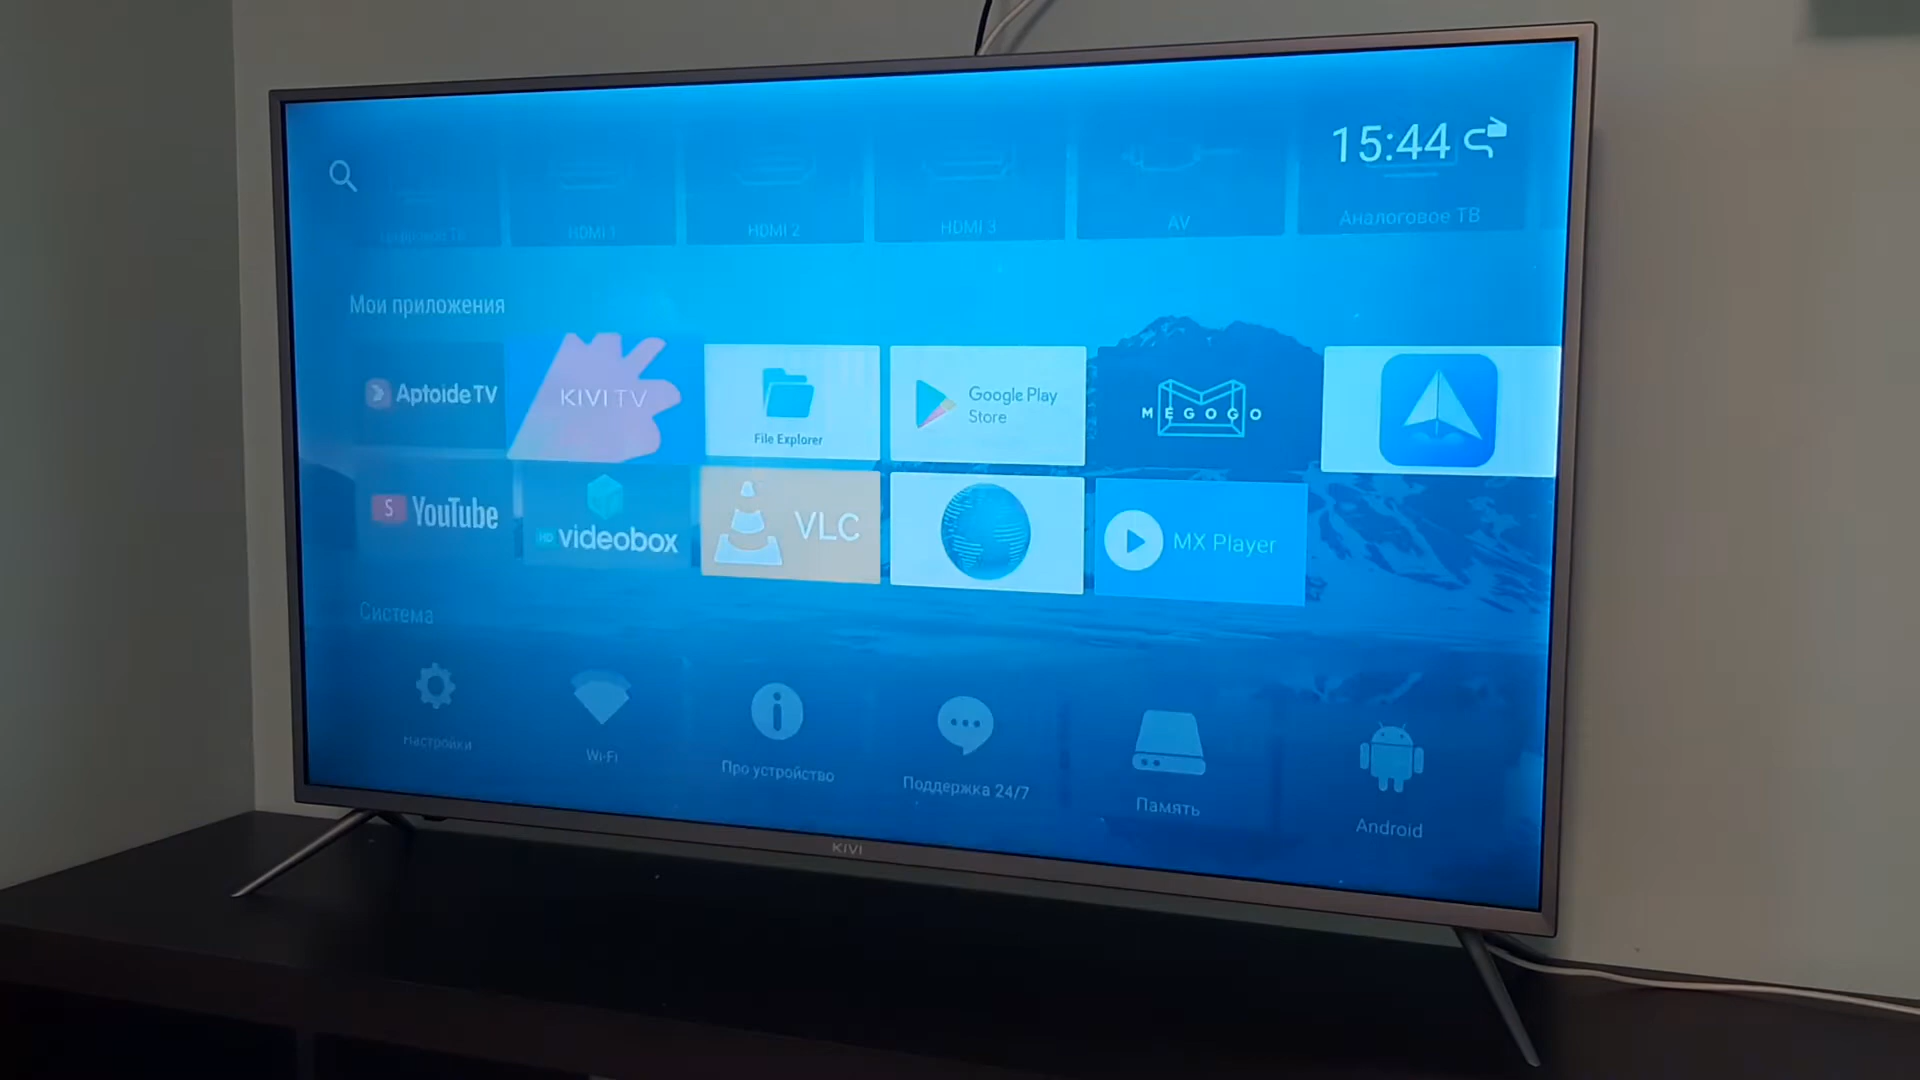 15:44
HDMI 1
HDMI 2
HDMI 3
AV
Аналоговое ТВ
Мои приложения
Aptoide TV
KIVI TV
File Explorer
Google Play
Store
MEGOGO
S YouTube
HD videobox
VLC
MX Player
Система
Настройки
Wi-Fi
Про устройство
Поддержка 24/7
Память
Android
KIVI